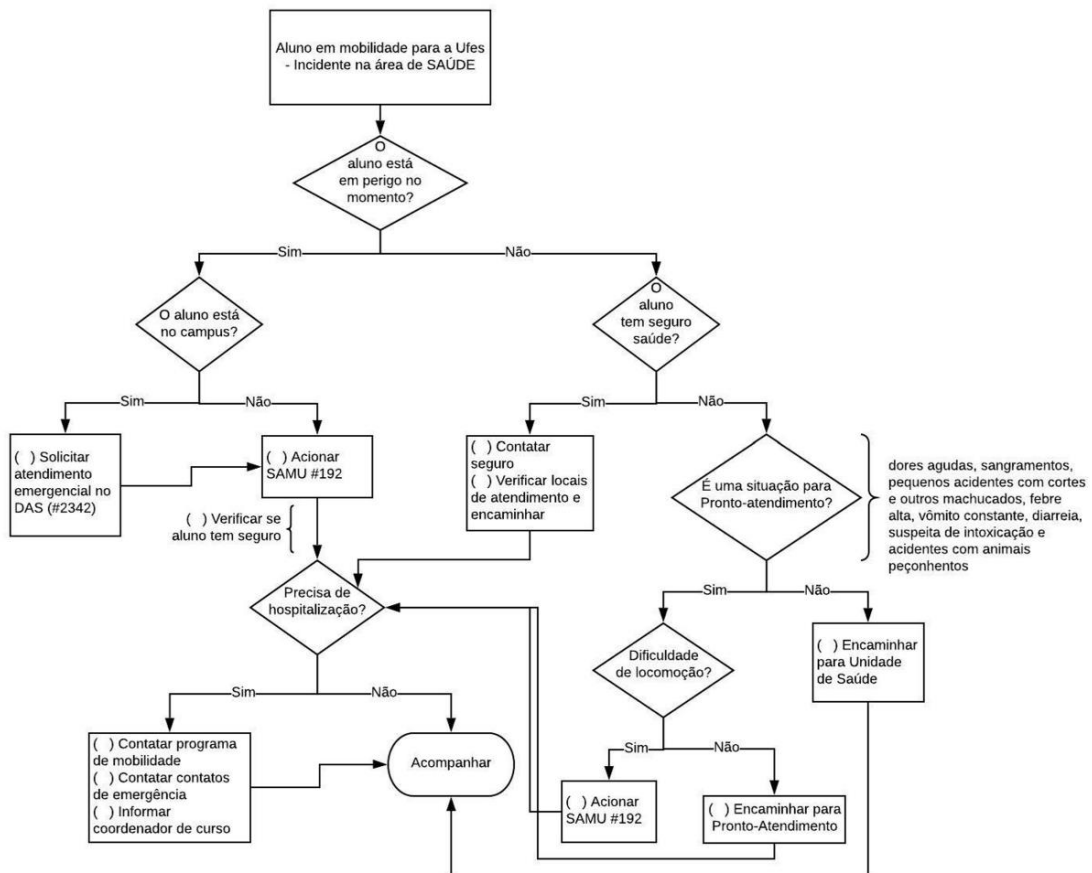 Aluno em mobilidade para a Ufes
- Incidente na área de SAÚDE
O
aluno está
em perigo no
momento?
Sim
Não
O aluno está
no campus?
O
aluno
tem seguro
saúde?
Sim
Não
Sim
Não
( ) Solicitar
atendimento
emergencial no
DAS (#2342)
( ) Acionar
SAMU #192
( ) Contatar
seguro
( ) Verificar locais
de atendimento e
encaminhar
É uma situação para
Pronto-atendimento?
dores agudas, sangramentos,
pequenos acidentes com cortes
e outros machucados, febre
alta, vômito constante, diarreia,
suspeita de intoxicação e
acidentes com animais
peçonhentos
( ) Verificar se
aluno tem seguro
Precisa de
hospitalização?
Sim
Não
Dificuldade
de locomoção?
( ) Encaminhar
para Unidade
de Saúde
Sim
Não
Sim
Não
( ) Contatar programa
de mobilidade
( ) Contatar contatos
de emergência
( ) Informar
coordenador de curso
Acompanhar
( ) Acionar
SAMU #192
( ) Encaminhar para
Pronto-Atendimento